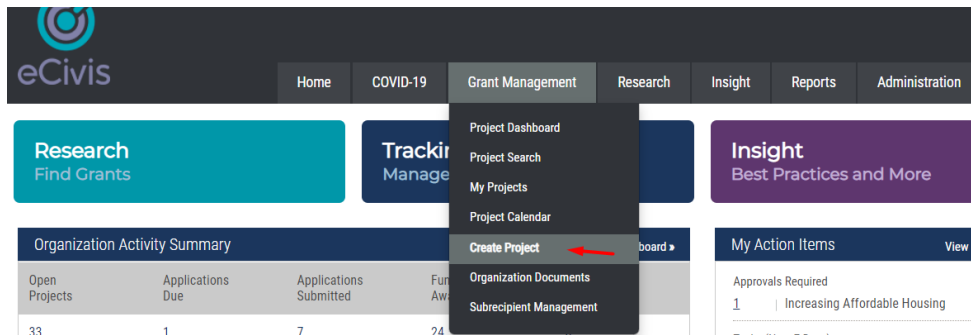 eCivis
Home COVID-19 Grant Management Research Insight Reports Administration
Research
Find Grants
Manage
Insight
Best Practices and More
Project Dashboard
Project Search
My Projects
Project Calendar
Create Project
Organization Documents
Subrecipient Management
Organization Activity Summary
board »
Open
Projects
Applications
Due
Applications
Submitted
33 1 7 24
My Action Items View
Approvals Required
1 | Increasing Affordable Housing